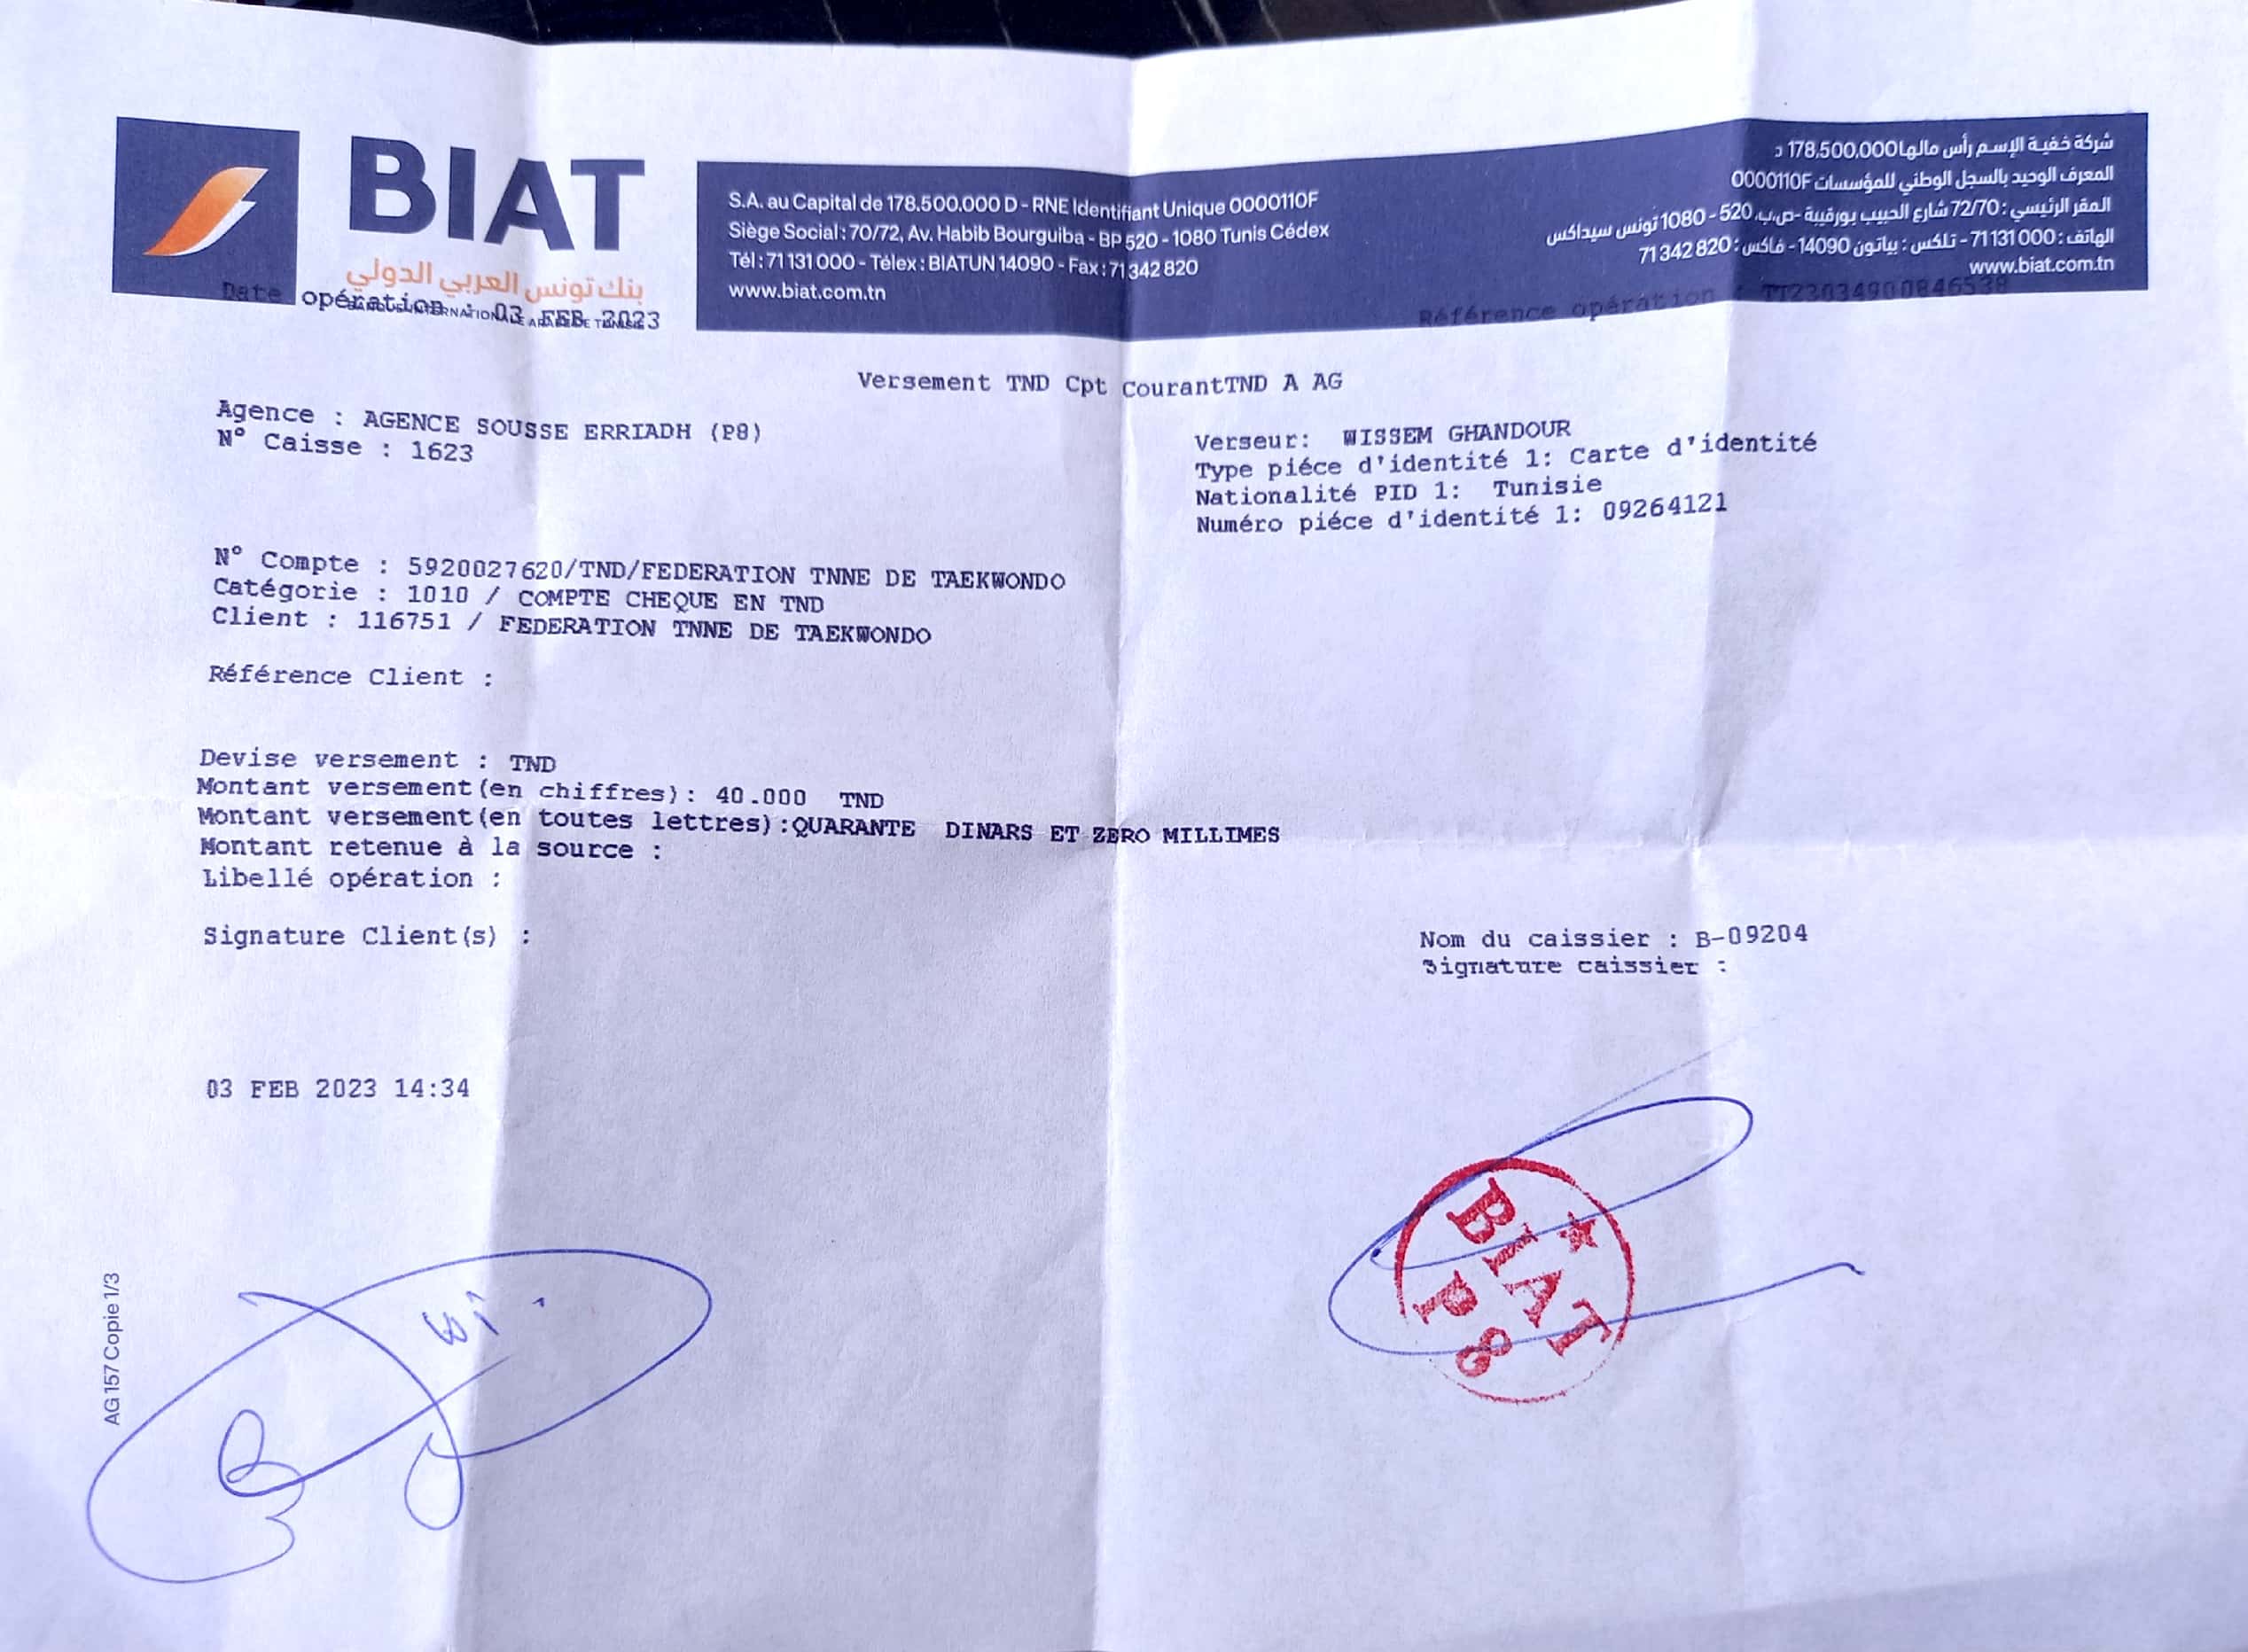 BIAT
بنك تونس العربي الدولي
S.A. au Capital de 178.500.000 D - RNE Identifiant Unique 0000110F
Siège Social : 70/72, Av. Habib Bourguiba - BP 520 - 1080 Tunis Cédex
Tél : 71 131 000 - Télex : BIATUN 14090 - Fax : 71 342 820
www.biat.com.tn
شركة خفية الإسم رأس مالها 178.500.000 د
المعرف الوحيد بالسجل الوطني للمؤسسات 0000110F
المقر الرئيسي : 72/70 شارع الحبيب بورقيبة -ص.ب. 520 - 1080 تونس سيداكس
الهاتف : 71 131 000 - تلكس : بياتون 14090 - فاكس : 71 342 820
www.biat.com.tn
Date opération : 03 FEB 2023
Référence opération : TT23034900846538
Versement TND Cpt CourantTND A AG
Agence : AGENCE SOUSSE ERRIADH (P8)
N° Caisse : 1623
Verseur: WISSEM GHANDOUR
Type piéce d'identité 1: Carte d'identité
Nationalité PID 1: Tunisie
Numéro piéce d'identité 1: 09264121
N° Compte : 5920027620/TND/FEDERATION TNNE DE TAEKWONDO
Catégorie : 1010 / COMPTE CHEQUE EN TND
Client : 116751 / FEDERATION TNNE DE TAEKWONDO
Référence Client :
Devise versement : TND
Montant versement(en chiffres): 40.000 TND
Montant versement(en toutes lettres):QUARANTE DINARS ET ZERO MILLIMES
Montant retenue à la source :
Libellé opération :
Signature Client(s) :
Nom du caissier : B-09204
Signature caissier :
03 FEB 2023 14:34
BIAT
P8
AG 157 Copie 1/3